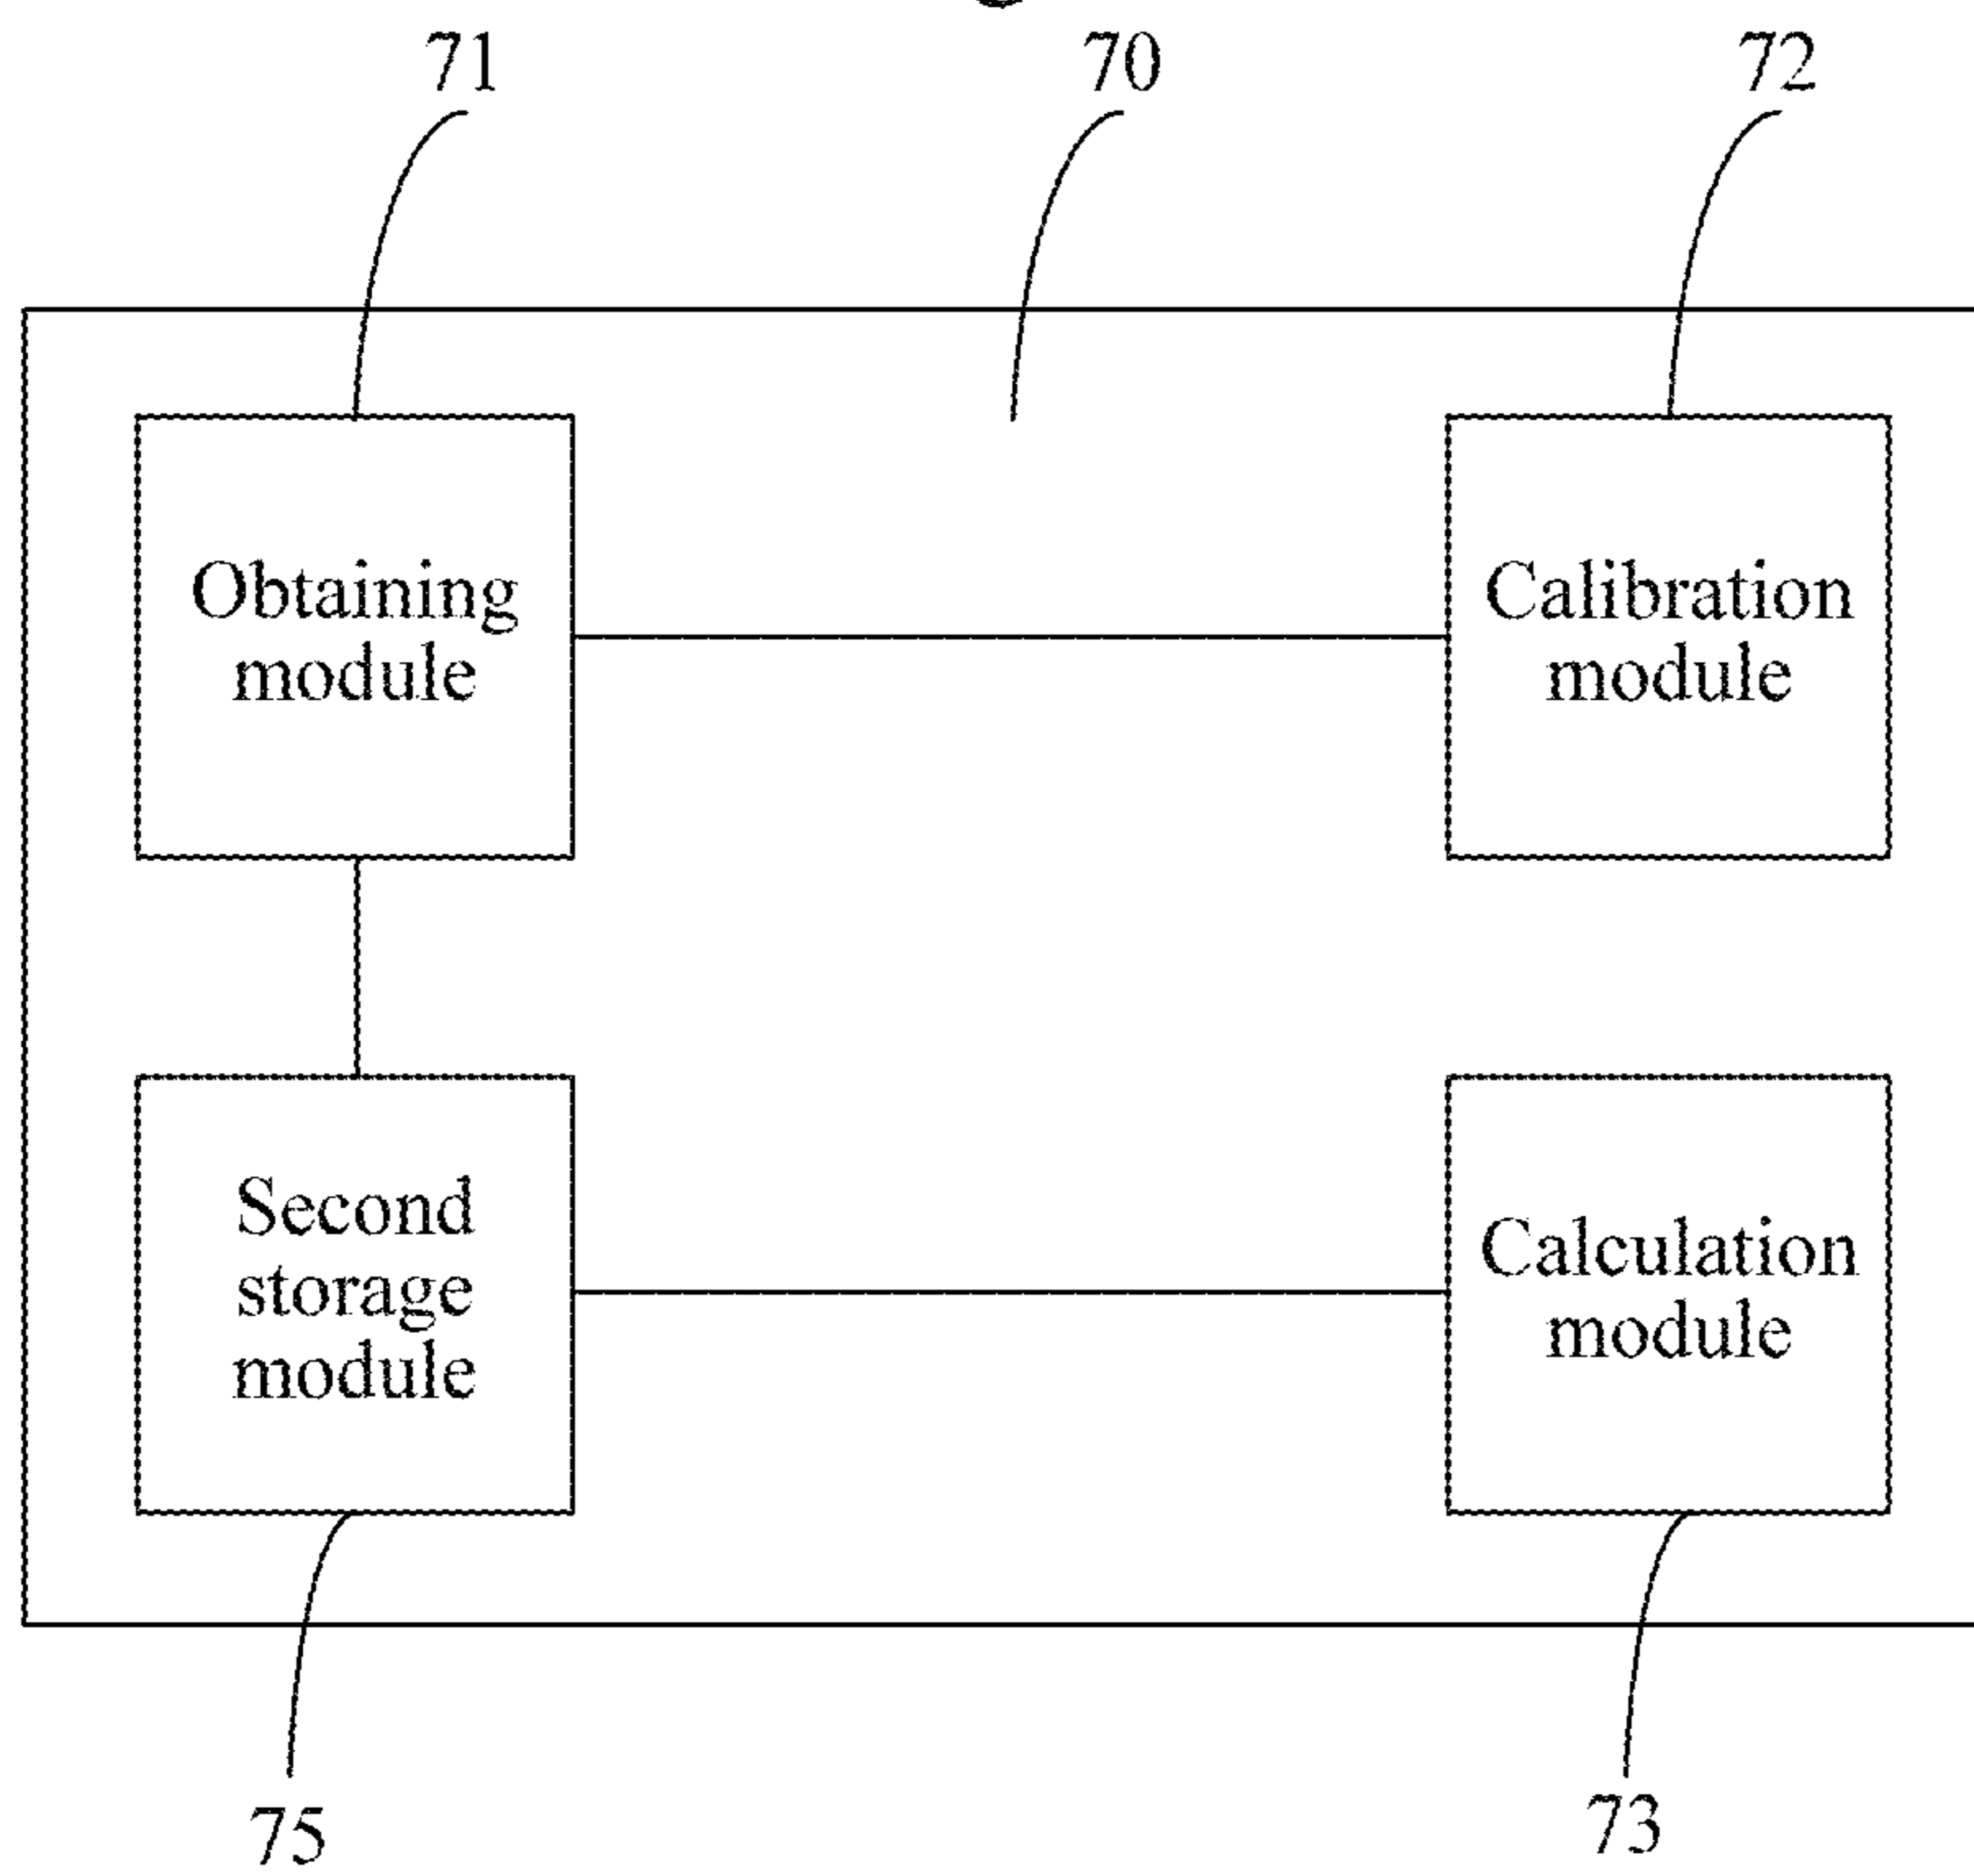 71
70
72
Obtaining
module
Calibration
module
Second
storage
module
Calculation
module
75
73